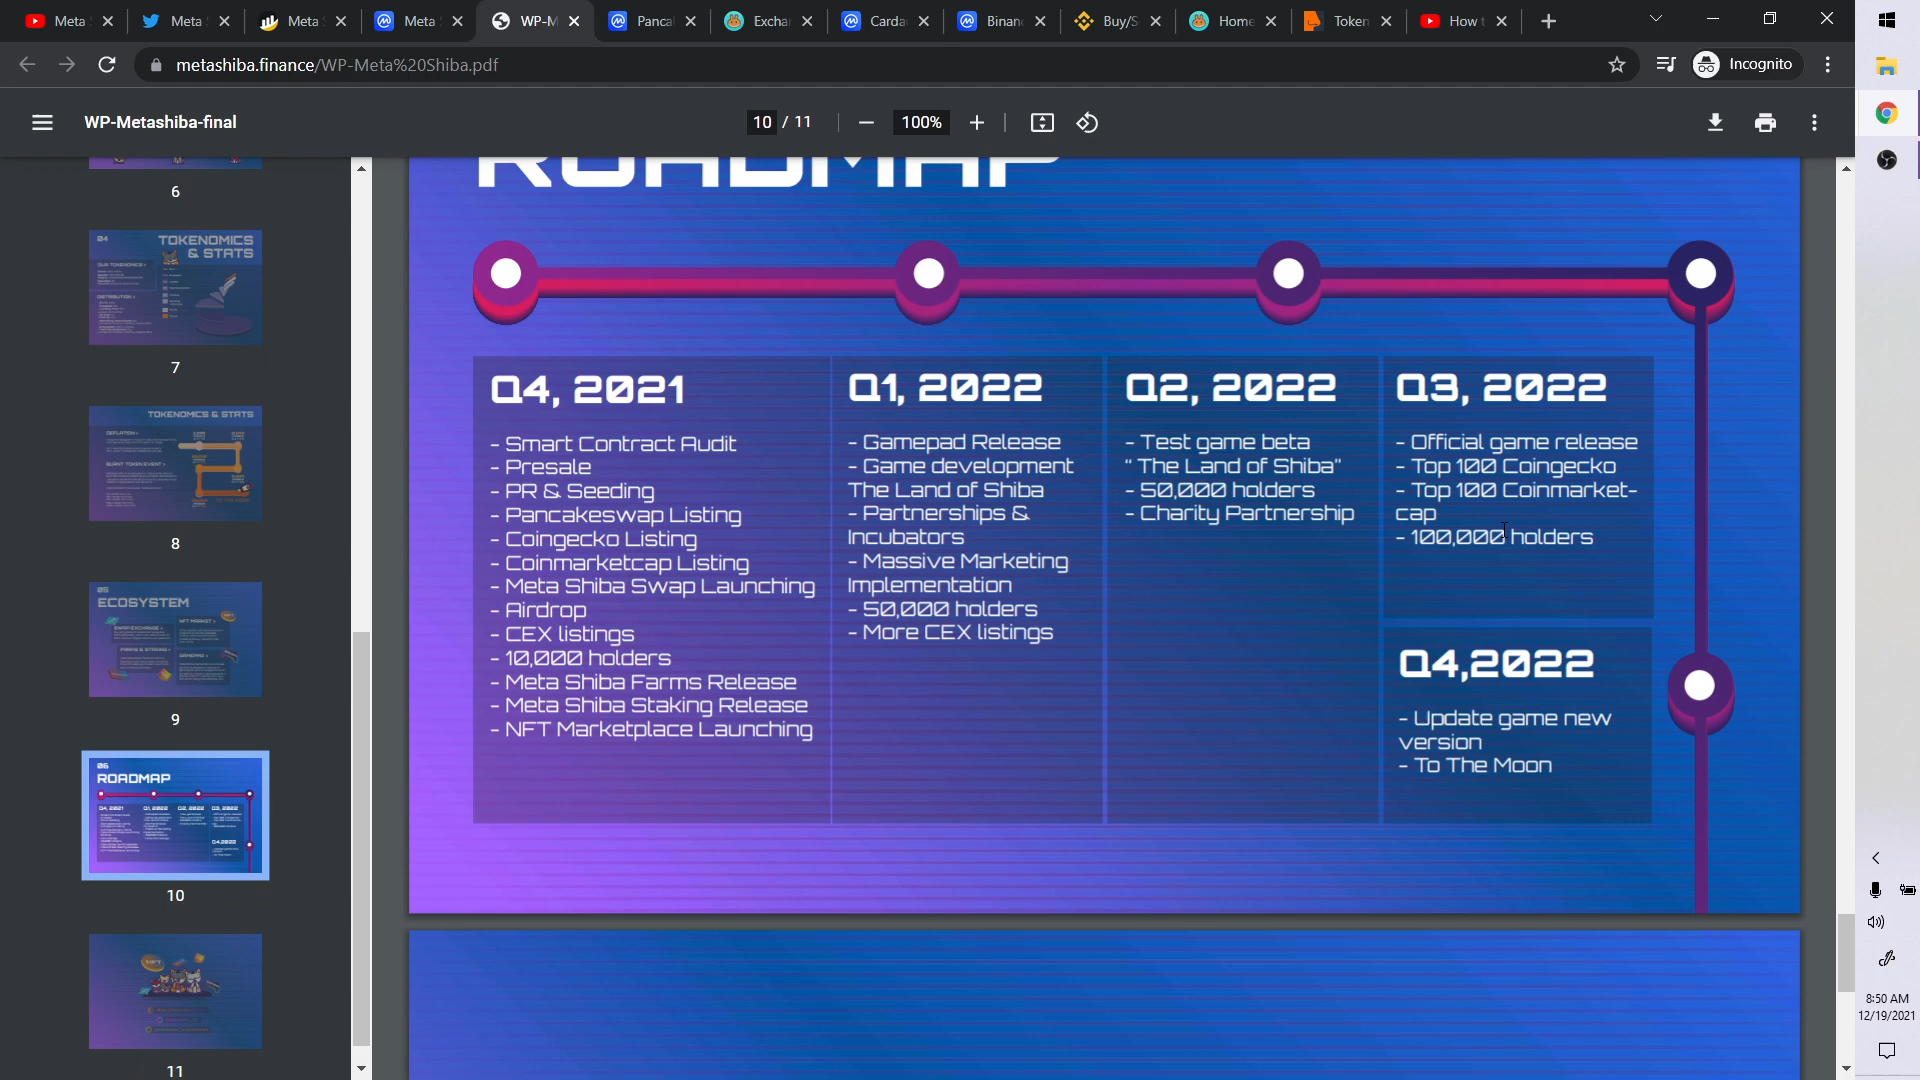 Meta
Meta
Meta
Meta
WP-M
Panca
Excha
Carda
Binan
Buy/S
Home
Token
How t
metashiba.finance/WP-Meta%20Shiba.pdf
Incognito
WP-Metashiba-final
10 / 11
100%
6
04
TOKENOMICS
& STATS
7
TOKENOMICS & STATS
8
05
ECOSYSTEM
9
06
ROADMAP
10
11
ROADMAP
Q4, 2021
- Smart Contract Audit
- Presale
- PR & Seeding
- Pancakeswap Listing
- Coingecko Listing
- Coinmarketcap Listing
- Meta Shiba Swap Launching
- Airdrop
- CEX listings
- 10,000 holders
- Meta Shiba Farms Release
- Meta Shiba Staking Release
- NFT Marketplace Launching
Q1, 2022
- Gamepad Release
- Game development
The Land of Shiba
- Partnerships &
Incubators
- Massive Marketing
Implementation
- 50,000 holders
- More CEX listings
Q2, 2022
- Test game beta
“ The Land of Shiba”
- 50,000 holders
- Charity Partnership
Q3, 2022
- Official game release
- Top 100 Coingecko
- Top 100 Coinmarket-
cap
- 100,000 holders
Q4,2022
- Update game new
version
- To The Moon
8:50 AM
12/19/2021